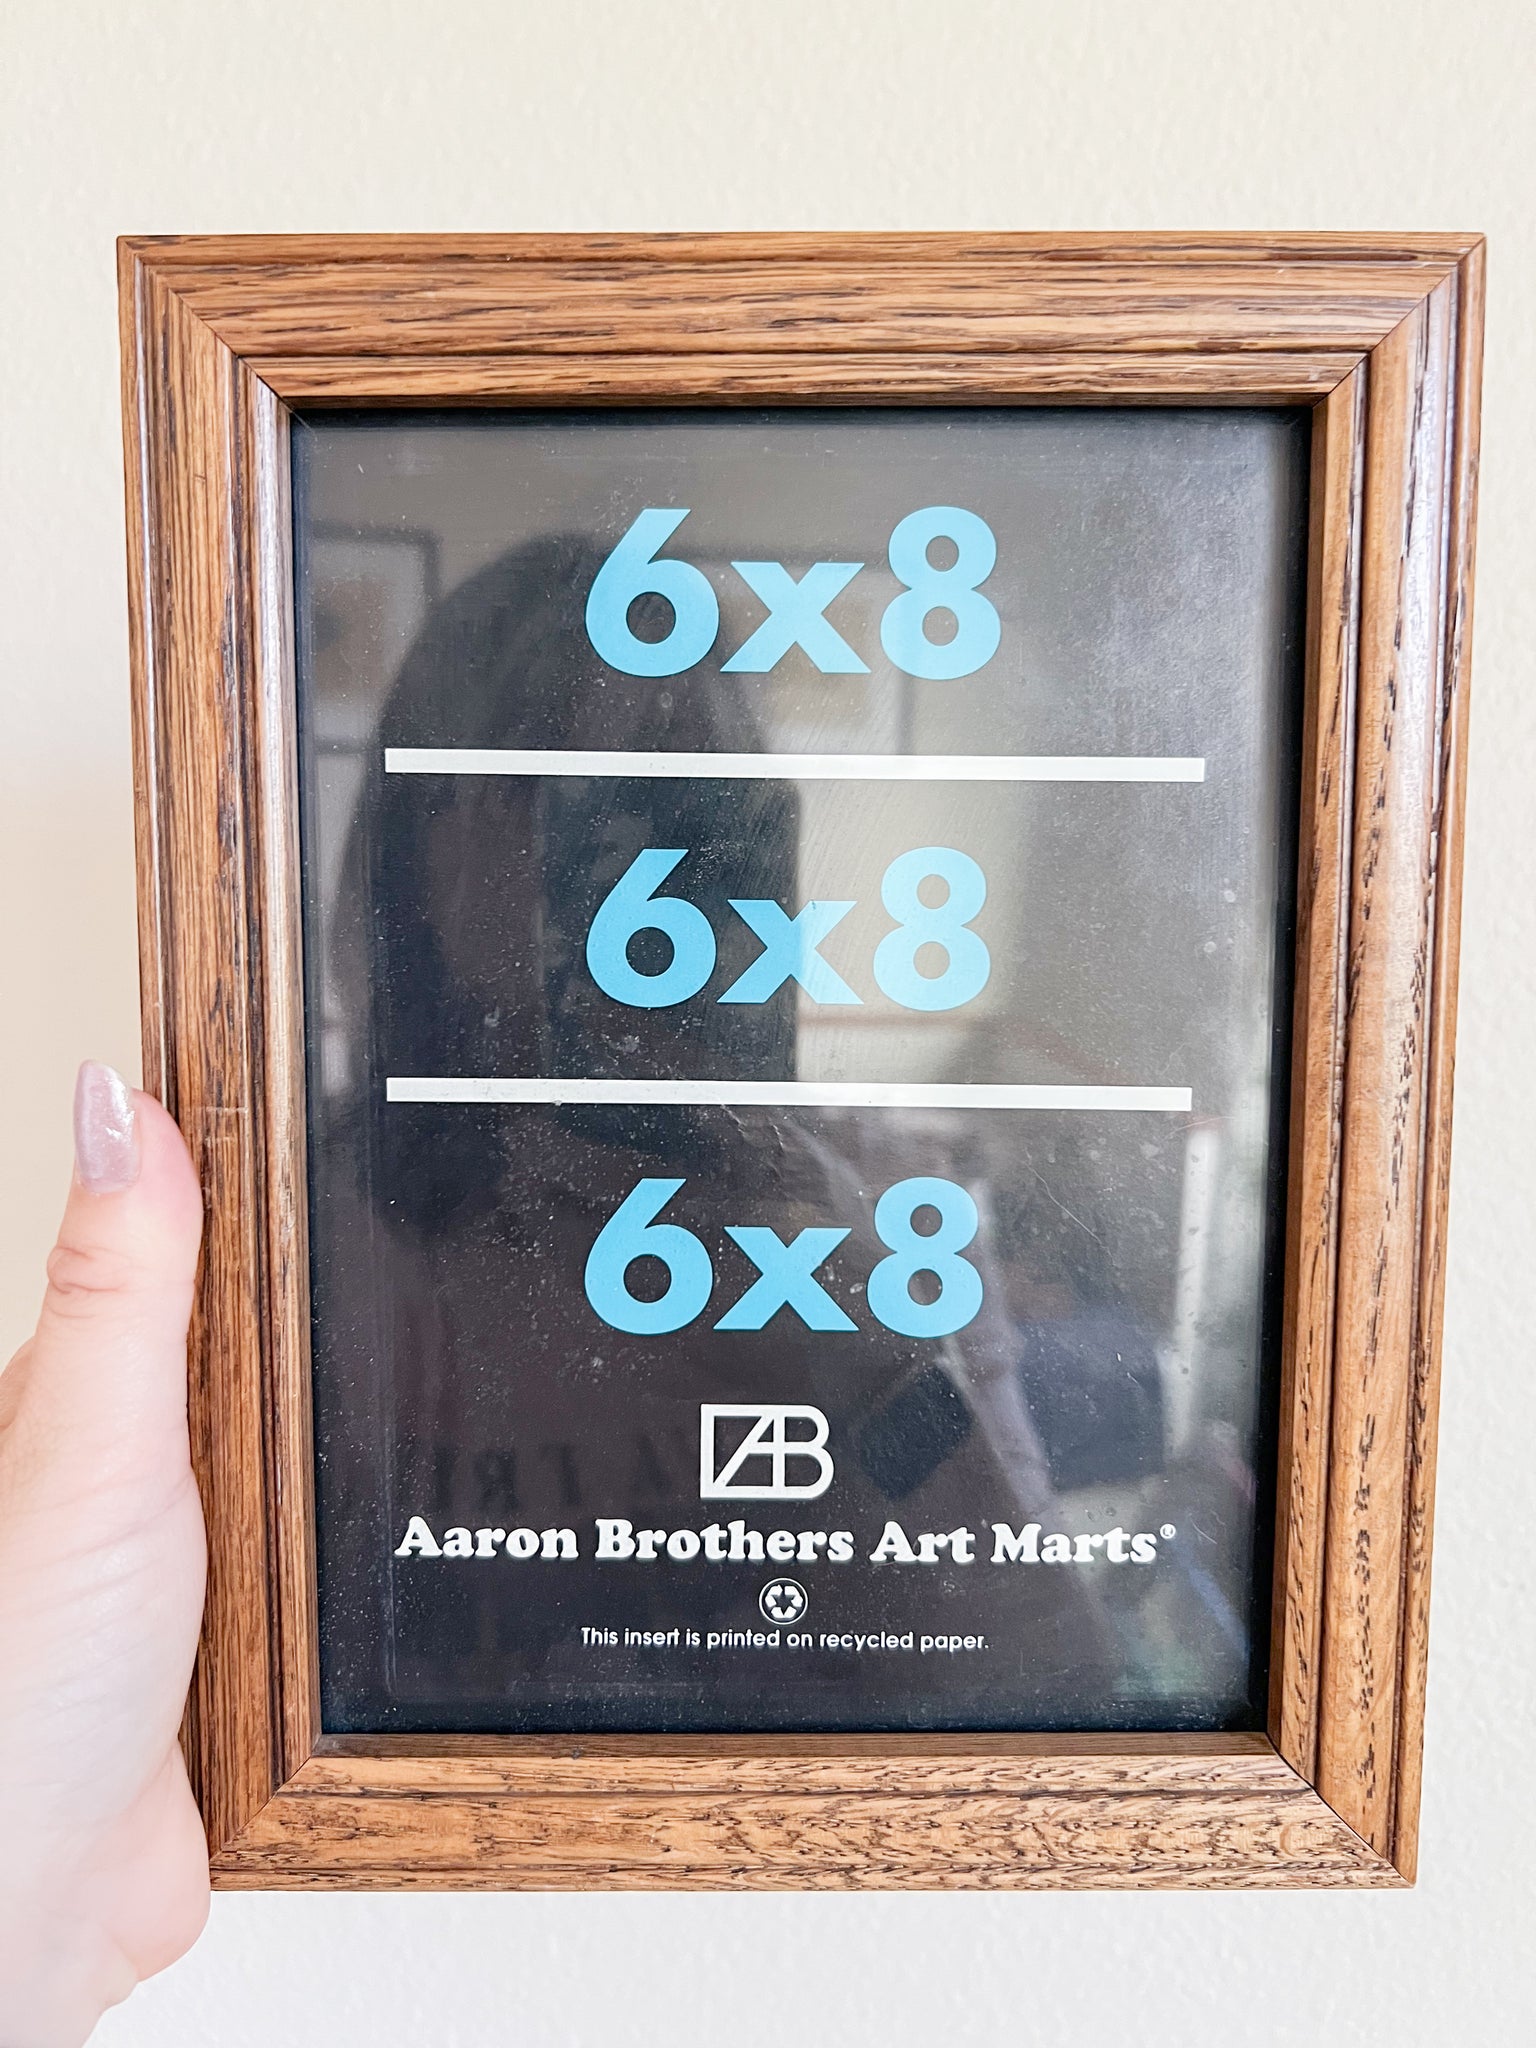 6x8
6x8
6x8
AB
Aaron Brothers Art Marts®
This insert is printed on recycled paper.